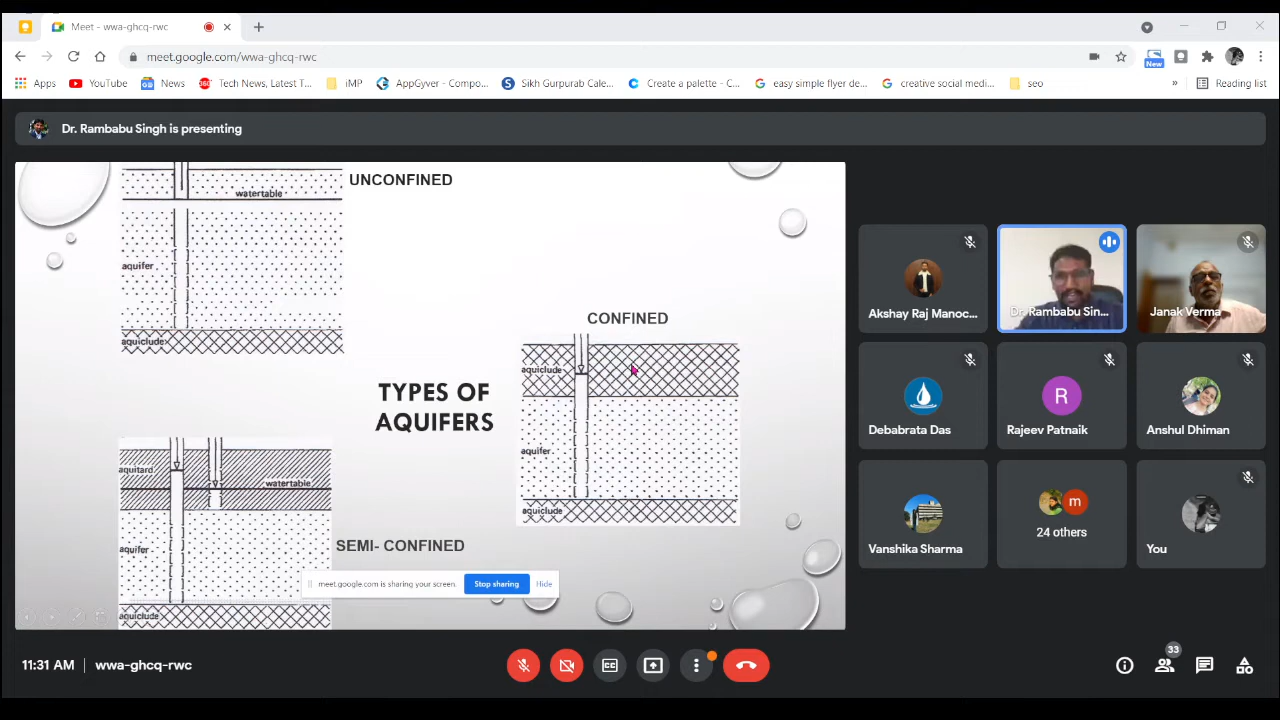 Meet - wwa-ghcq-rwc
meet.google.com/wwa-ghcq-rwc
New
Apps
YouTube
News
360°
Tech News, Latest T...
iMP
AppGyver - Compo...
Sikh Gurpurab Cale...
Create a palette - C...
easy simple flyer de...
creative social medi...
seo
»
Reading list
Dr. Rambabu Singh is presenting
UNCONFINED
watertable
aquifer
aquiclude
CONFINED
aquiclude
aquifer
aquiclude
TYPES OF
AQUIFERS
aquitard
watertable
aquifer
aquiclude
SEMI- CONFINED
meet.google.com is sharing your screen.
Stop sharing
Hide
Akshay Raj Manoc...
Dr. Rambabu Sin...
Janak Verma
Debabrata Das
R
Rajeev Patnaik
Anshul Dhiman
Vanshika Sharma
m
24 others
You
11:31 AM
wwa-ghcq-rwc
CC
33